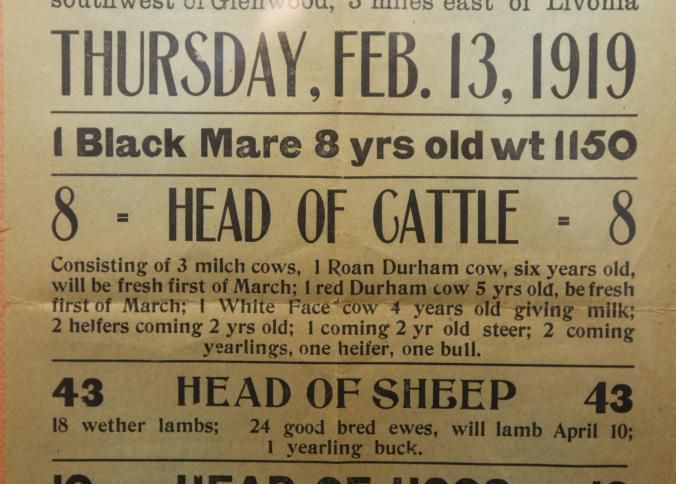 southwest of Glenwood, 3 miles east of Livonia
THURSDAY, FEB. 13, 1919
1 Black Mare 8 yrs old wt 1150
8 - HEAD OF CATTLE - 8
Consisting of 3 milch cows, 1 Roan Durham cow, six years old,
will be fresh first of March; 1 red Durham cow 5 yrs old, be fresh
first of March; 1 White Face cow 4 years old giving milk;
2 heifers coming 2 yrs old; 1 coming 2 yr old steer; 2 coming
yearlings, one heifer, one bull.
43 HEAD OF SHEEP 43
18 wether lambs; 24 good bred ewes, will lamb April 10;
1 yearling buck.
HEAD OF HOGS